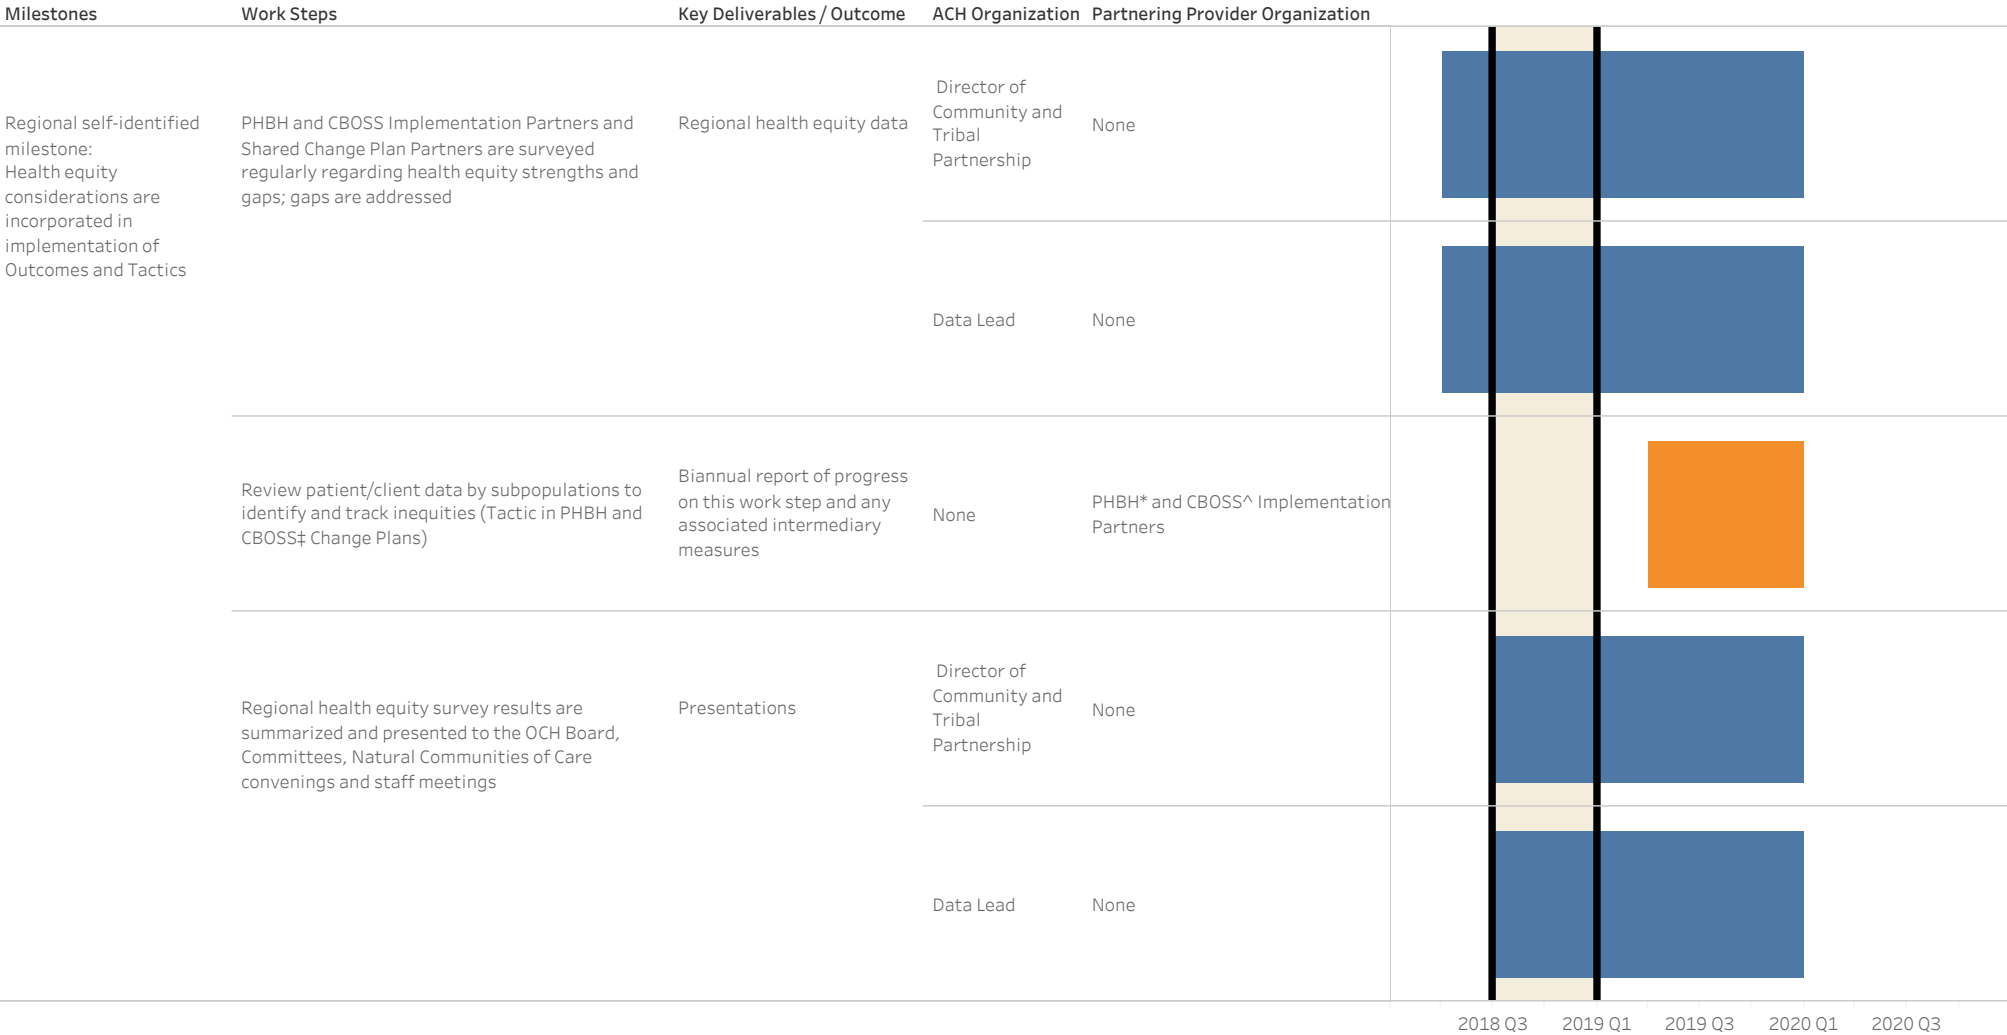 Milestones
Work Steps
Key Deliverables / Outcome
ACH Organization
Partnering Provider Organization
Regional self-identified
milestone:
Health equity
considerations are
incorporated in
implementation of
Outcomes and Tactics
PHBH and CBOSS Implementation Partners and
Shared Change Plan Partners are surveyed
regularly regarding health equity strengths and
gaps; gaps are addressed
Regional health equity data
Director of
Community and
Tribal
Partnership
None
Data Lead
None
Review patient/client data by subpopulations to
identify and track inequities (Tactic in PHBH and
CBOSS‡ Change Plans)
Biannual report of progress
on this work step and any
associated intermediary
measures
None
PHBH* and CBOSS^ Implementation
Partners
Regional health equity survey results are
summarized and presented to the OCH Board,
Committees, Natural Communities of Care
convenings and staff meetings
Presentations
Director of
Community and
Tribal
Partnership
None
Data Lead
None
2018 Q3
2019 Q1
2019 Q3
2020 Q1
2020 Q3